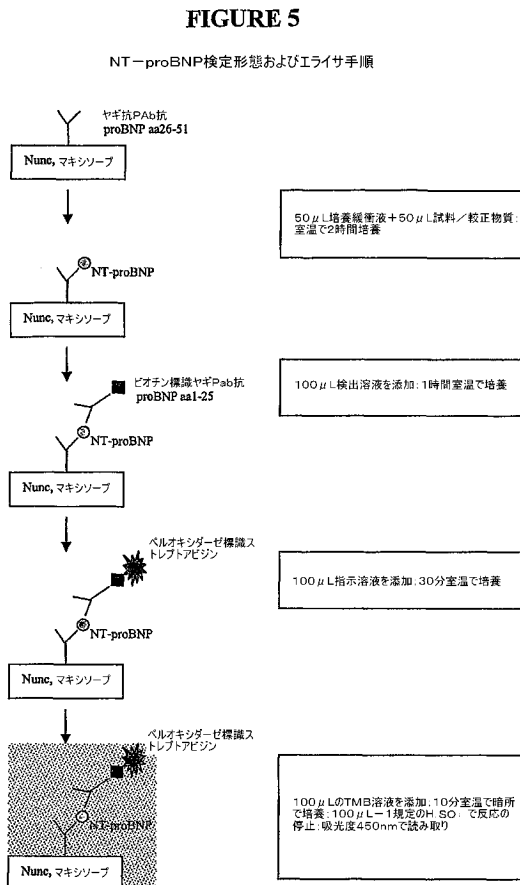 FIGURE 5
NT－proBNP検定形態およびエライサ手順
ヤギ抗PAb抗
proBNP aa26-51
Nunc, マキシソープ
50μL培養緩衝液＋50μL試料／較正物質:
室温で2時間培養
NT-proBNP
Nunc, マキシソープ
ビオチン標識ヤギPab抗
proBNP aa1-25
100μL検出溶液を添加:1時間室温で培養
NT-proBNP
Nunc, マキシソープ
ペルオキシダーゼ標識ス
トレプトアビジン
100μL指示溶液を添加:30分室温で培養
NT-proBNP
Nunc, マキシソープ
ペルオキシダーゼ標識ス
トレプトアビジン
100μLのTMB溶液を添加:10分室温で暗所
で培養:100μL－1規定のH SO で反応の
停止:吸光度450nmで読み取り
NT-proBNP
Nunc, マキシソープ